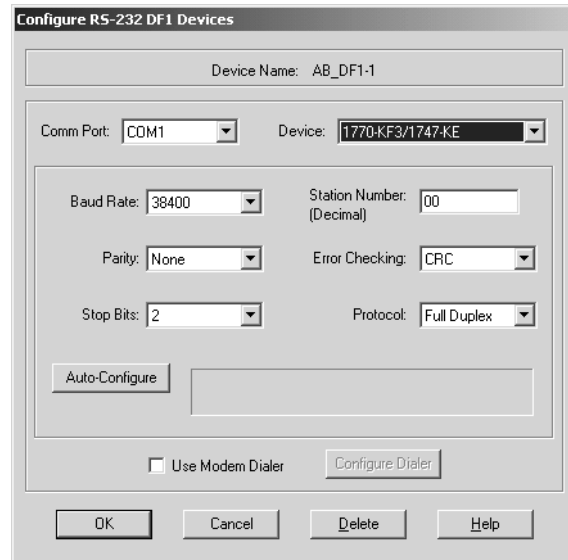 Configure RS-232 DF1 Devices
Device Name: AB_DF1-1
Comm Port: COM1 Device: 1770-KF3/1747-KE
Baud Rate: 38400 Station Number: 00
(Decimal)
Parity: None Error Checking: CRC
Stop Bits: 2 Protocol: Full Duplex
Auto-Configure
Use Modem Dialer Configure Dialer
OK Cancel Delete Help